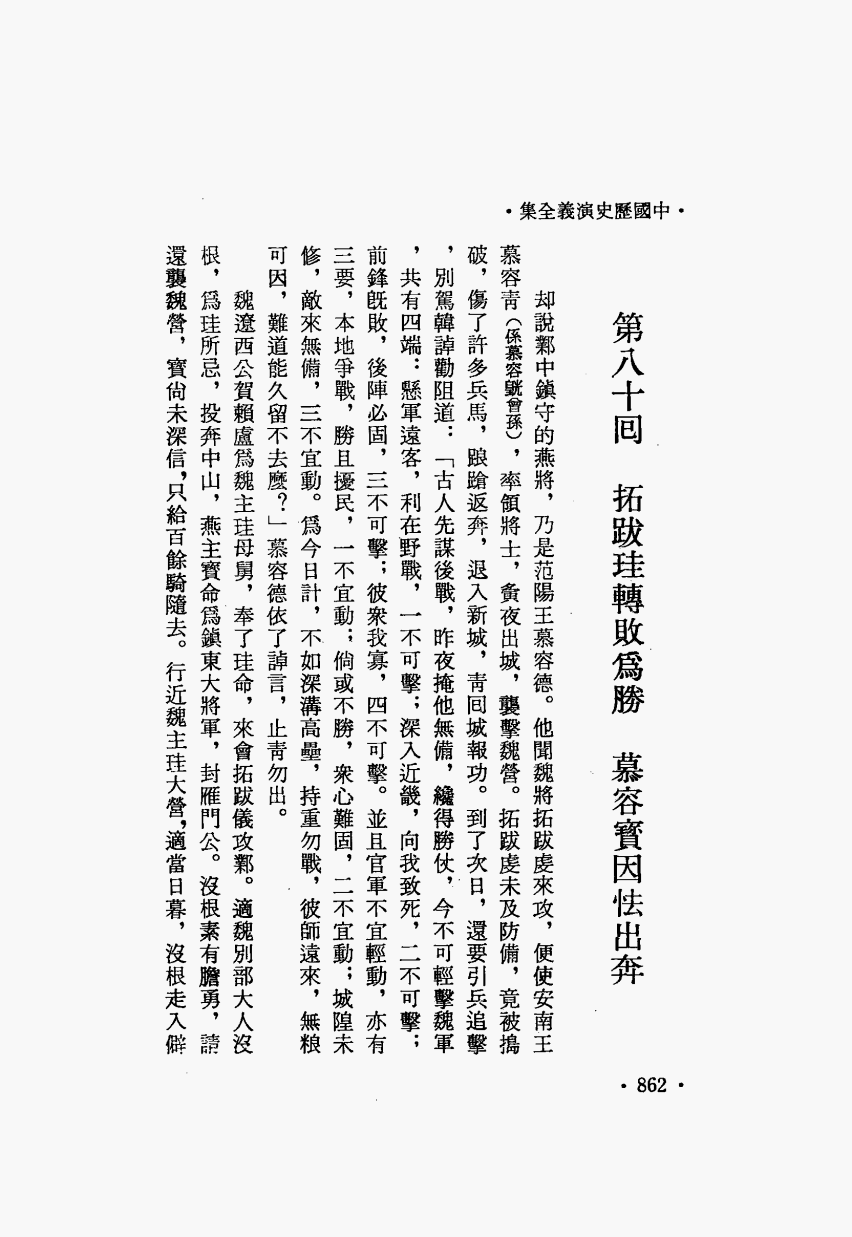 ・中國歷史演義全集・
第八十回　拓跋珪轉敗爲勝　慕容寶因怯出奔
却說鄴中鎮守的燕將，乃是范陽王慕容德。他聞魏將拓跋虔來攻，便使安南王
慕容靑（係慕容皝曾孫），率領將士，夤夜出城，襲擊魏營。拓跋虔未及防備，竟被搗
破，傷了許多兵馬，踉蹌返奔，退入新城，靑回城報功。到了次日，還要引兵追擊
，別駕韓諄勸阻道：「古人先謀後戰，昨夜掩他無備，纔得勝仗，今不可輕擊魏軍
，共有四端：懸軍遠客，利在野戰，一不可擊；深入近畿，向我致死，二不可擊；
前鋒旣敗，後陣必固，三不可擊；彼衆我寡，四不可擊。並且官軍不宜輕動，亦有
三要，本地爭戰，勝且擾民，一不宜動；倘或不勝，衆心難固，二不宜動；城隍未
修，敵來無備，三不宜動。爲今日計，不如深溝高壘，持重勿戰，彼師遠來，無粮
可因，難道能久留不去麼？」慕容德依了諄言，止靑勿出。
魏遼西公賀賴盧爲魏主珪母舅，奉了珪命，來會拓跋儀攻鄴。適魏別部大人沒
根，爲珪所忌，投奔中山，燕主寶命爲鎮東大將軍，封雁門公。沒根素有膽勇，請
還襲魏營，寶尙未深信，只給百餘騎隨去。行近魏主珪大營，適當日暮，沒根走入僻
・862・